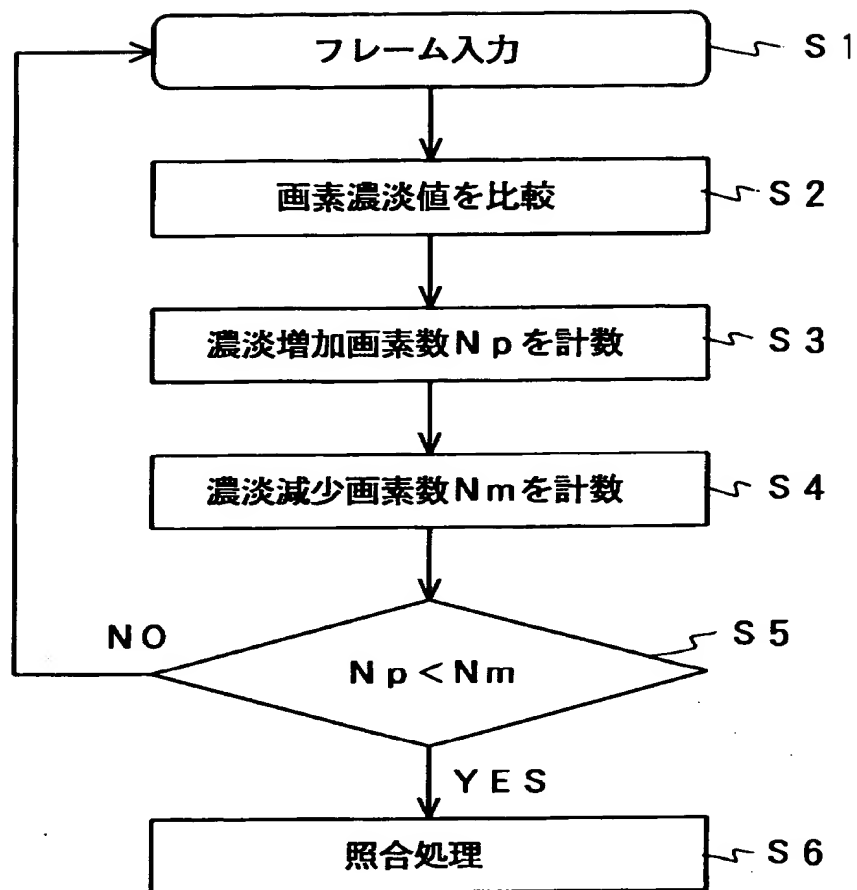 フレーム入力 S1
画素濃淡値を比較 S2
濃淡増加画素数Npを計数 S3
濃淡減少画素数Nmを計数 S4
NO
Np<Nm S5
YES
照合処理 S6